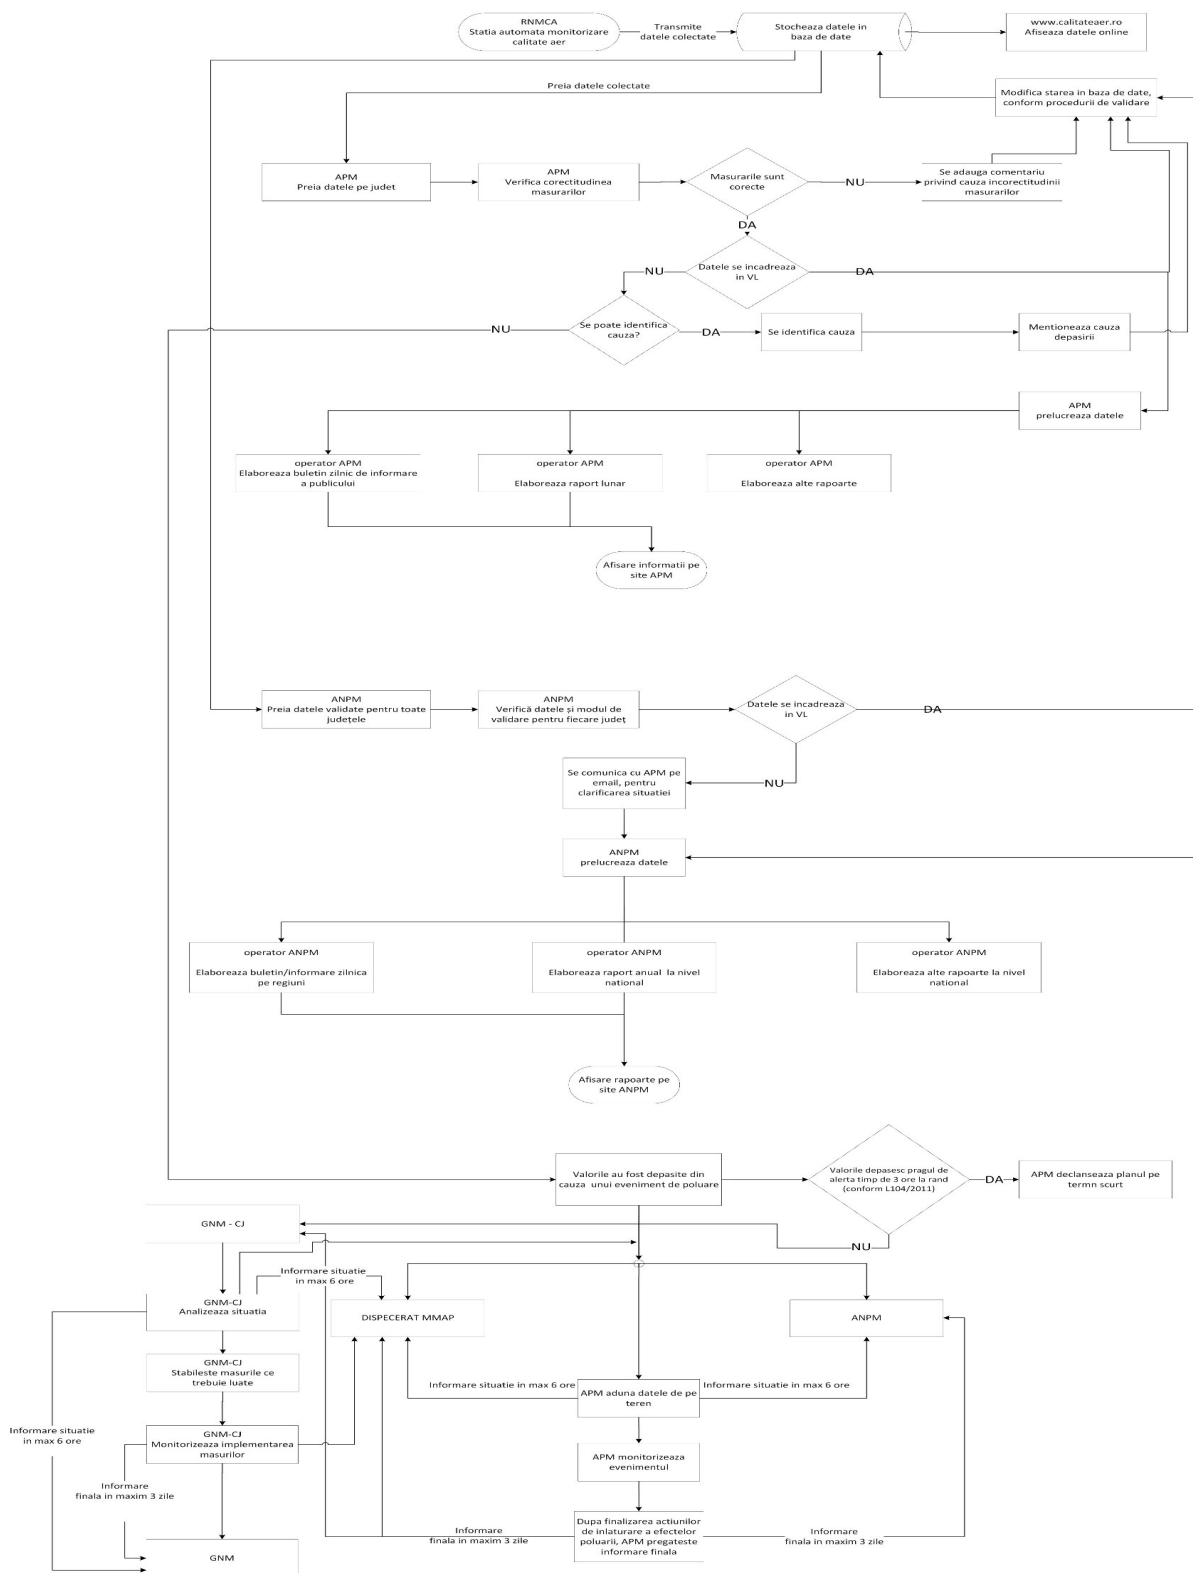 RNMCA
Statia automata monitorizare
calitate aer
Transmite
datele colectate
Stocheaza datele in
baza de date
www.calitateaer.ro
Afiseaza datele online
Preia datele colectate
Modifica starea in baza de date,
conform procedurii de validare
APM
Preia datele pe judet
APM
Verifica corectitudinea
masurarilor
Masurarile sunt
corecte
NU
Se adauga comentariu
privind cauza incorectitudinii
masurarilor
DA
Datele se incadreaza
in VL
NU
DA
Se poate identifica
cauza?
NU
DA
Se identifica cauza
Mentioneaza cauza
depasirii
APM
prelucreaza datele
operator APM
Elaboreaza buletin zilnic de informare
a publicului
operator APM
Elaboreaza raport lunar
operator APM
Elaboreaza alte rapoarte
Afisare informatii pe
site APM
ANPM
Preia datele validate pentru toate
județele
ANPM
Verifică datele și modul de
validare pentru fiecare județ
Datele se incadreaza
in VL
DA
NU
Se comunica cu APM pe
email, pentru
clarificarea situatiei
ANPM
prelucreaza datele
operator ANPM
Elaboreaza buletin/informare zilnica
pe regiuni
operator ANPM
Elaboreaza raport anual la nivel
national
operator ANPM
Elaboreaza alte rapoarte la nivel
national
Afisare rapoarte pe
site ANPM
Valorile au fost depasite din
cauza unui eveniment de poluare
Valorile depasesc pragul de
alerta timp de 3 ore la rand
(conform L104/2011)
DA
APM declanseaza planul pe
termn scurt
NU
GNM - CJ
Informare situatie
in max 6 ore
GNM-CJ
Analizeaza situatia
DISPECERAT MMAP
ANPM
GNM-CJ
Stabileste masurile ce
trebuie luate
Informare situatie in max 6 ore
APM aduna datele de pe
teren
Informare situatie in max 6 ore
Informare situatie
in max 6 ore
GNM-CJ
Monitorizeaza implementarea
masurilor
APM monitorizeaza
evenimentul
Informare
finala in maxim 3 zile
Informare
finala in maxim 3 zile
Dupa finalizarea actiunilor
de inlaturare a efectelor
poluarii, APM pregateste
informare finala
Informare
finala in maxim 3 zile
GNM